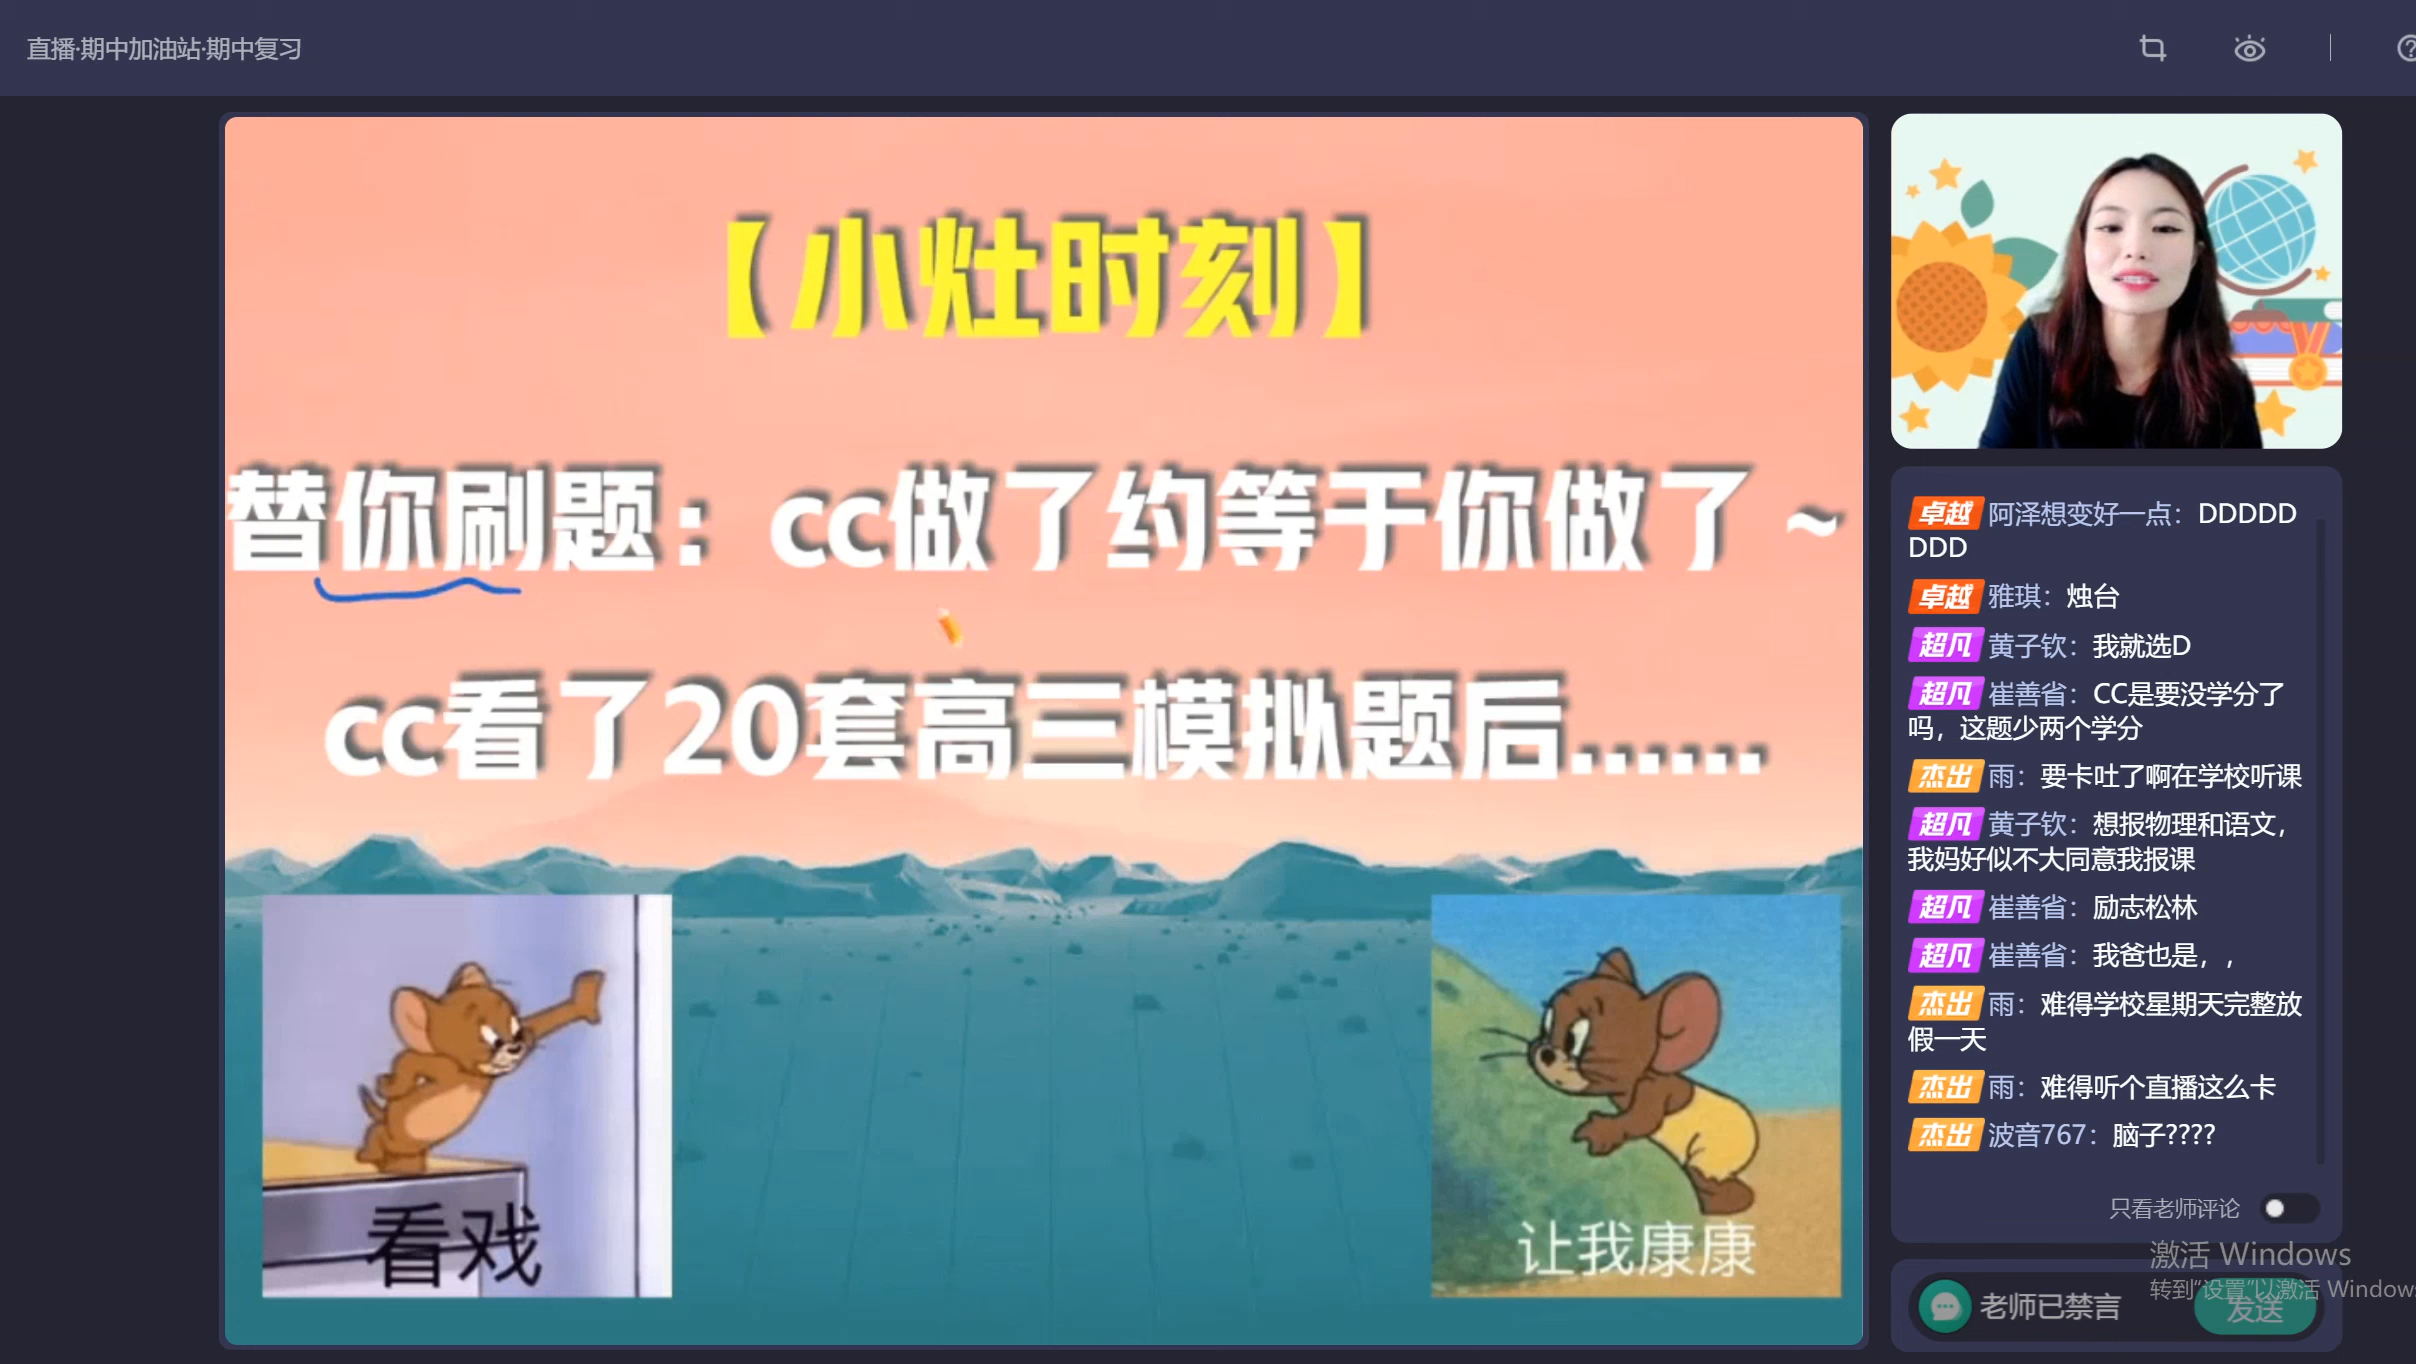 直播·期中加油站·期中复习
【小灶时刻】
替你刷题：cc做了约等于你做了~
cc看了20套高三模拟题后......
看戏
让我康康
卓越 阿泽想变好一点：DDDDD
DDD
卓越 雅琪：烛台
超凡 黄子钦：我就选D
超凡 崔善省：CC是要没学分了
吗，这题少两个学分
杰出 雨：要卡吐了啊在学校听课
超凡 黄子钦：想报物理和语文，
我妈好似不大同意我报课
超凡 崔善省：励志松林
超凡 崔善省：我爸也是，，
杰出 雨：难得学校星期天完整放
假一天
杰出 雨：难得听个直播这么卡
杰出 波音767：脑子????
只看老师评论
激活 Windows
转到“设置”以激活 Windows
老师已禁言
发送